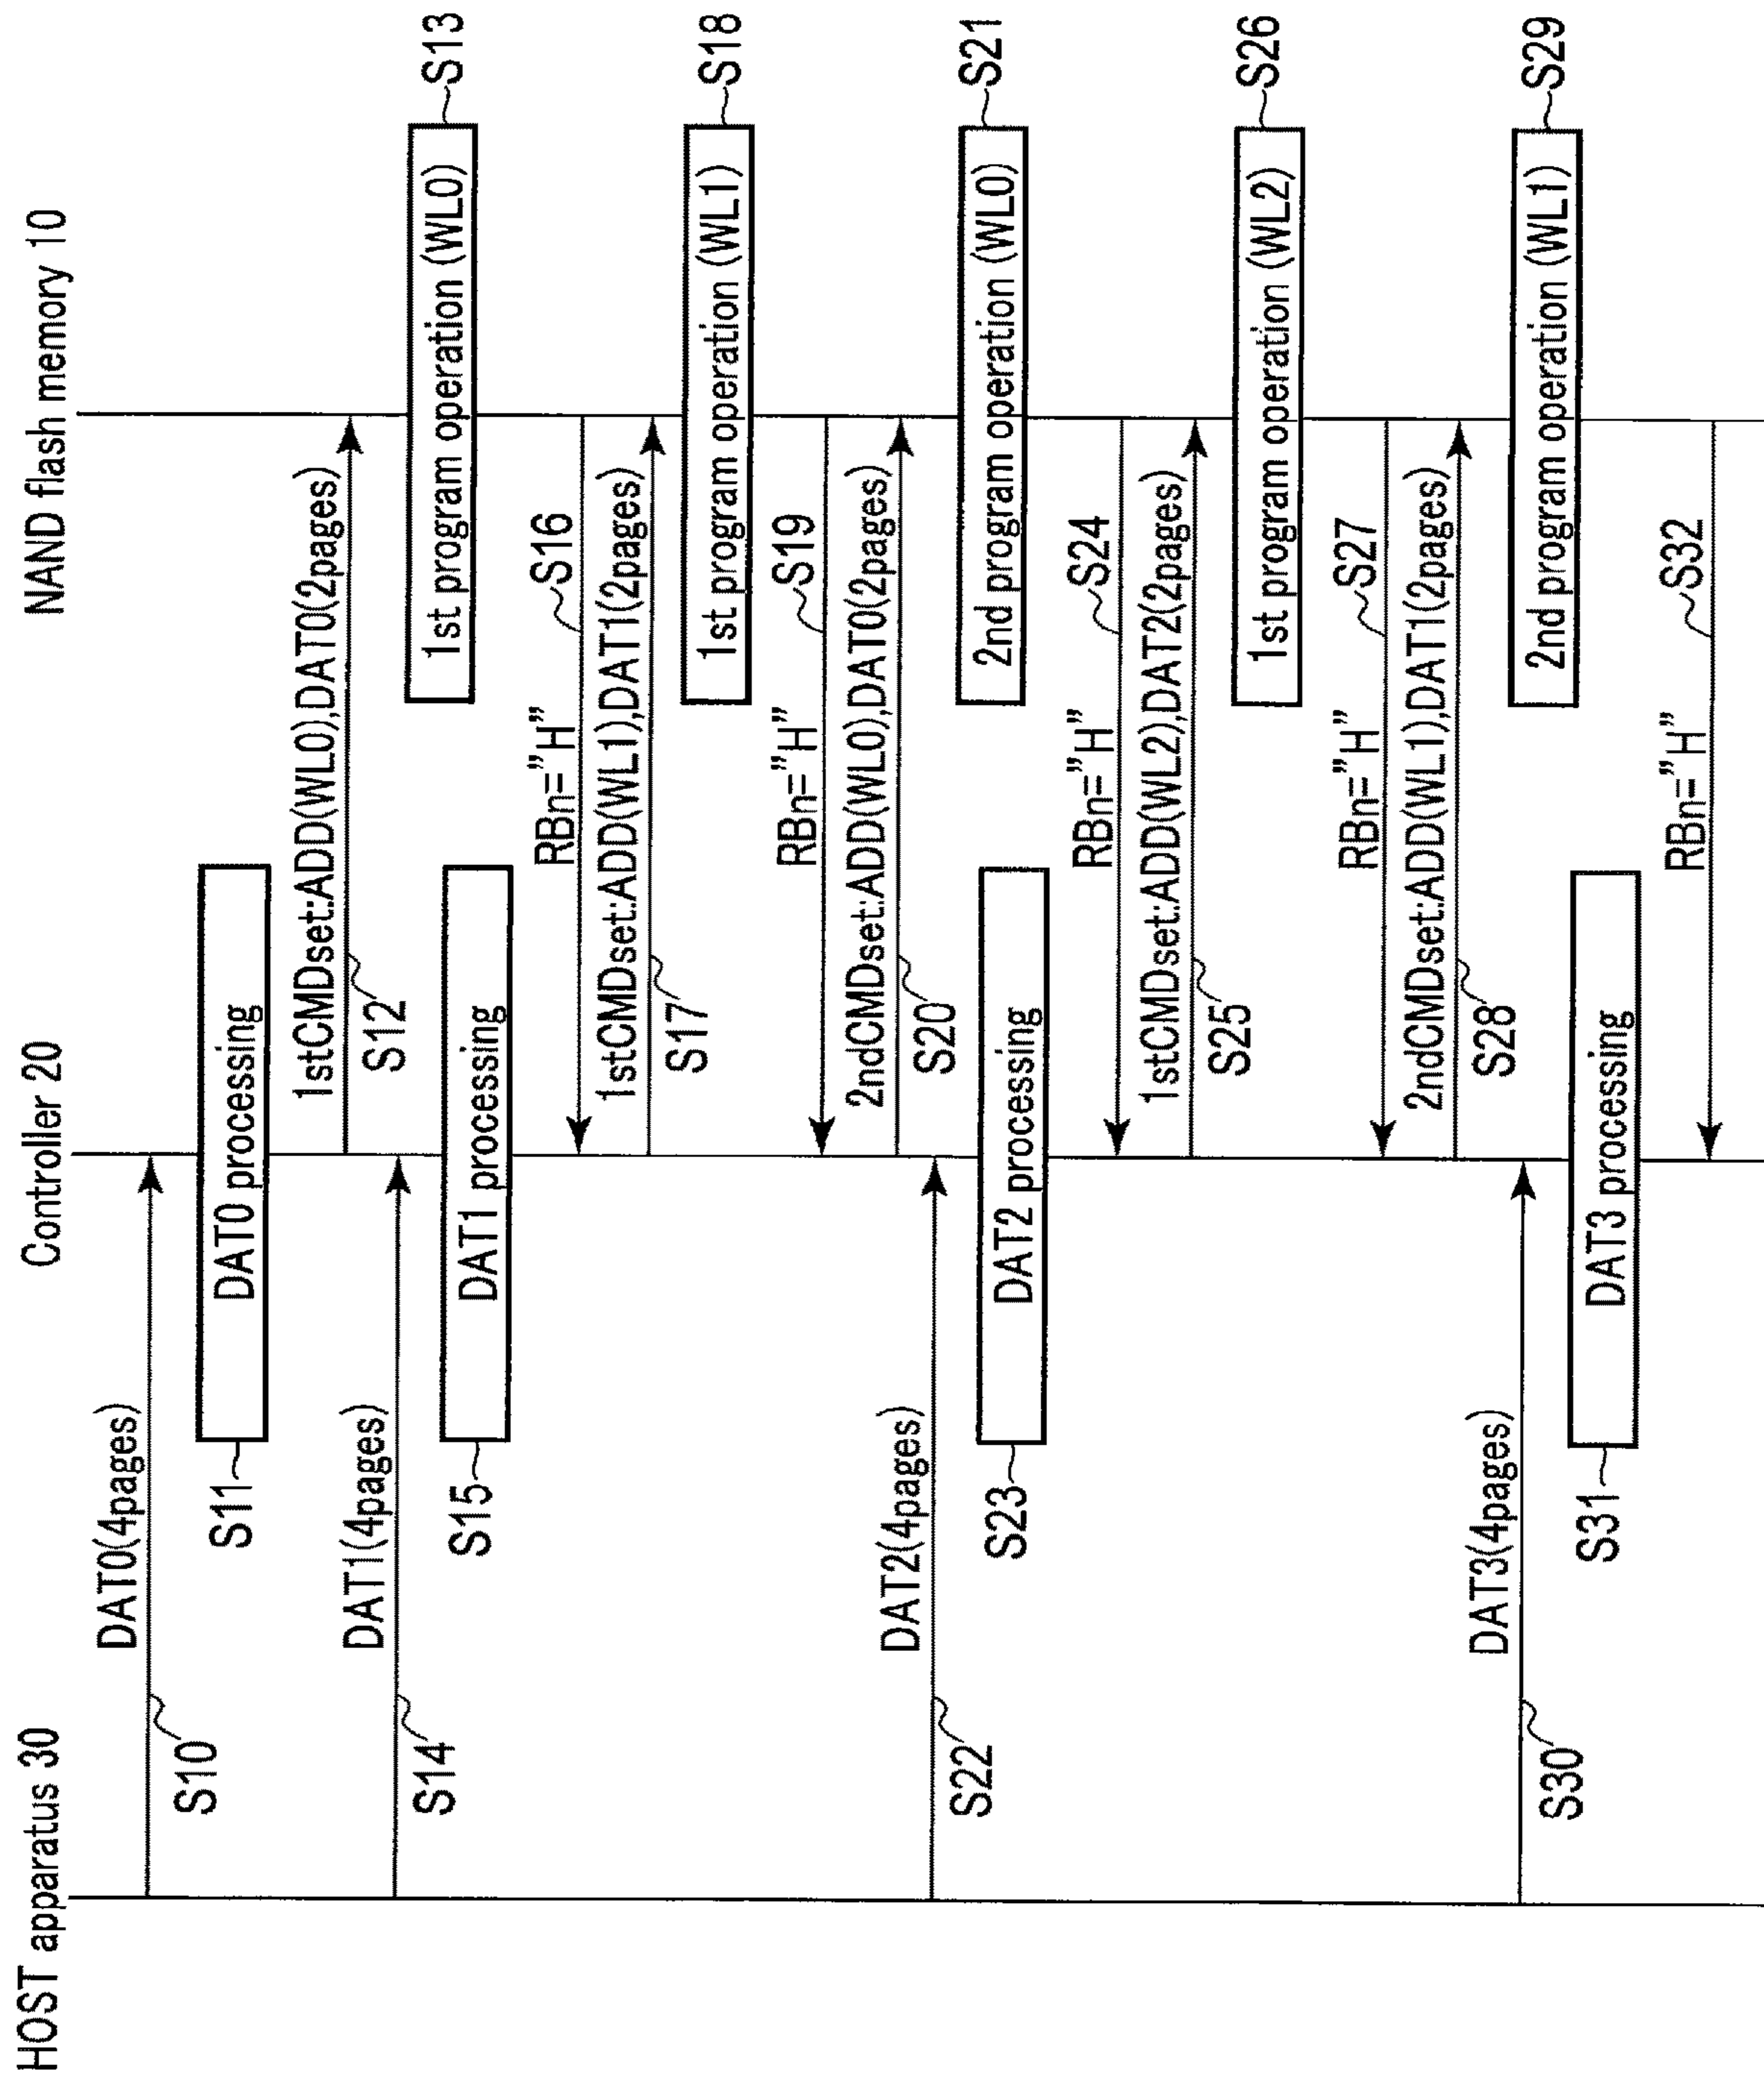 HOST apparatus 30
Controller 20
NAND flash memory 10
DAT0(4pages)
S10
DAT0 processing
S11
1stCMDset:ADD(WL0),DAT0(2pages)
S12
DAT1(4pages)
S14
1st program operation (WL0)
S13
DAT1 processing
S15
RBn="H"
S16
1stCMDset:ADD(WL1),DAT1(2pages)
S17
1st program operation (WL1)
S18
RBn="H"
S19
2ndCMDset:ADD(WL0),DAT0(2pages)
S20
DAT2(4pages)
S22
2nd program operation (WL0)
S21
DAT2 processing
S23
RBn="H"
S24
1stCMDset:ADD(WL2),DAT2(2pages)
S25
1st program operation (WL2)
S26
RBn="H"
S27
2ndCMDset:ADD(WL1),DAT1(2pages)
S28
DAT3(4pages)
S30
2nd program operation (WL1)
S29
DAT3 processing
S31
RBn="H"
S32